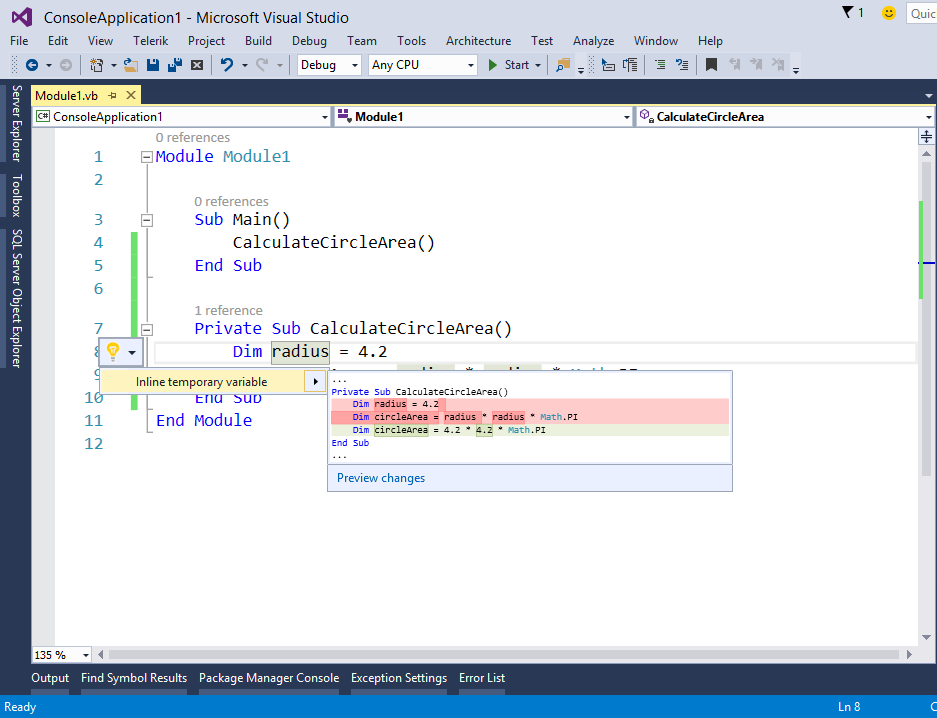 ConsoleApplication1 - Microsoft Visual Studio
1
Quic
File Edit View Telerik Project Build Debug Team Tools Architecture Test Analyze Window Help
Debug Any CPU Start
Server Explorer
Toolbox
SQL Server Object Explorer
Module1.vb
C# ConsoleApplication1 Module1 CalculateCircleArea
0 references
1 Module Module1
2
0 references
3 Sub Main()
4 CalculateCircleArea()
5 End Sub
6
1 reference
7 Private Sub CalculateCircleArea()
8 Dim radius = 4.2
9
10 End Sub
11 End Module
12
Inline temporary variable
...
Private Sub CalculateCircleArea()
Dim radius = 4.2
Dim circleArea = radius * radius * Math.PI
Dim circleArea = 4.2 * 4.2 * Math.PI
End Sub
...
Preview changes
135 %
Output Find Symbol Results Package Manager Console Exception Settings Error List
Ready Ln 8 C